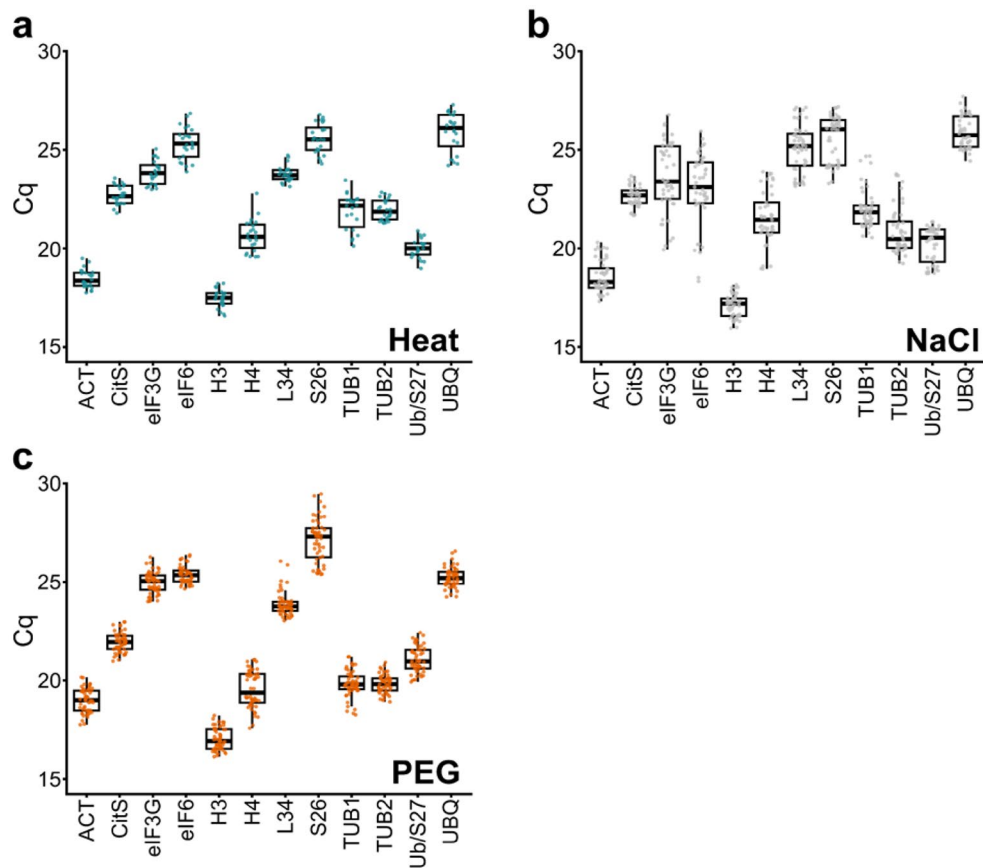 a
30
25
20
15
Cq
Heat
ACT
CitS
eIF3G
eIF6
H3
H4
L34
S26
TUB1
TUB2
Ub/S27
UBQ
b
30
25
20
15
Cq
NaCl
ACT
CitS
eIF3G
eIF6
H3
H4
L34
S26
TUB1
TUB2
Ub/S27
UBQ
c
30
25
20
15
Cq
PEG
ACT
CitS
eIF3G
eIF6
H3
H4
L34
S26
TUB1
TUB2
Ub/S27
UBQ